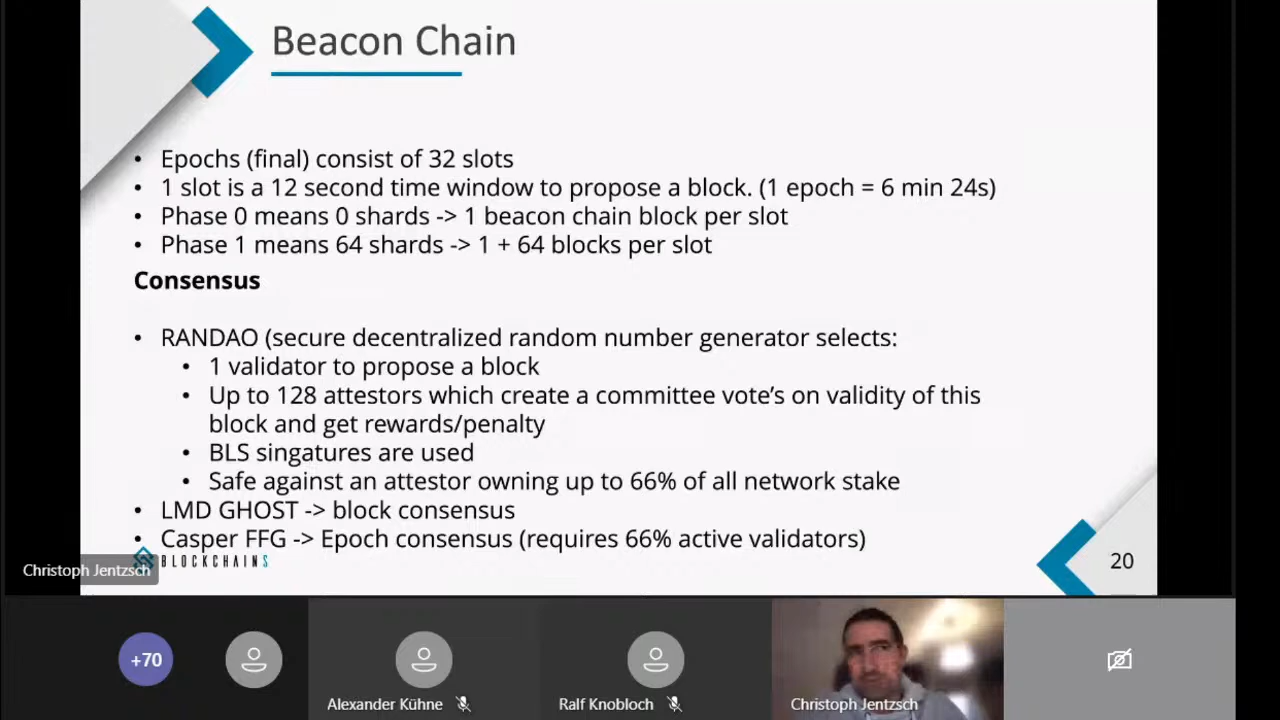 Beacon Chain
• Epochs (final) consist of 32 slots
• 1 slot is a 12 second time window to propose a block. (1 epoch = 6 min 24s)
• Phase 0 means 0 shards -> 1 beacon chain block per slot
• Phase 1 means 64 shards -> 1 + 64 blocks per slot
Consensus
• RANDAO (secure decentralized random number generator selects:
• 1 validator to propose a block
• Up to 128 attestors which create a committee vote’s on validity of this
block and get rewards/penalty
• BLS singatures are used
• Safe against an attestor owning up to 66% of all network stake
• LMD GHOST -> block consensus
• Casper FFG -> Epoch consensus (requires 66% active validators)
BLOCKCHAINS
Christoph Jentzsch
20
+70
Alexander Kühne
Ralf Knobloch
Christoph Jentzsch